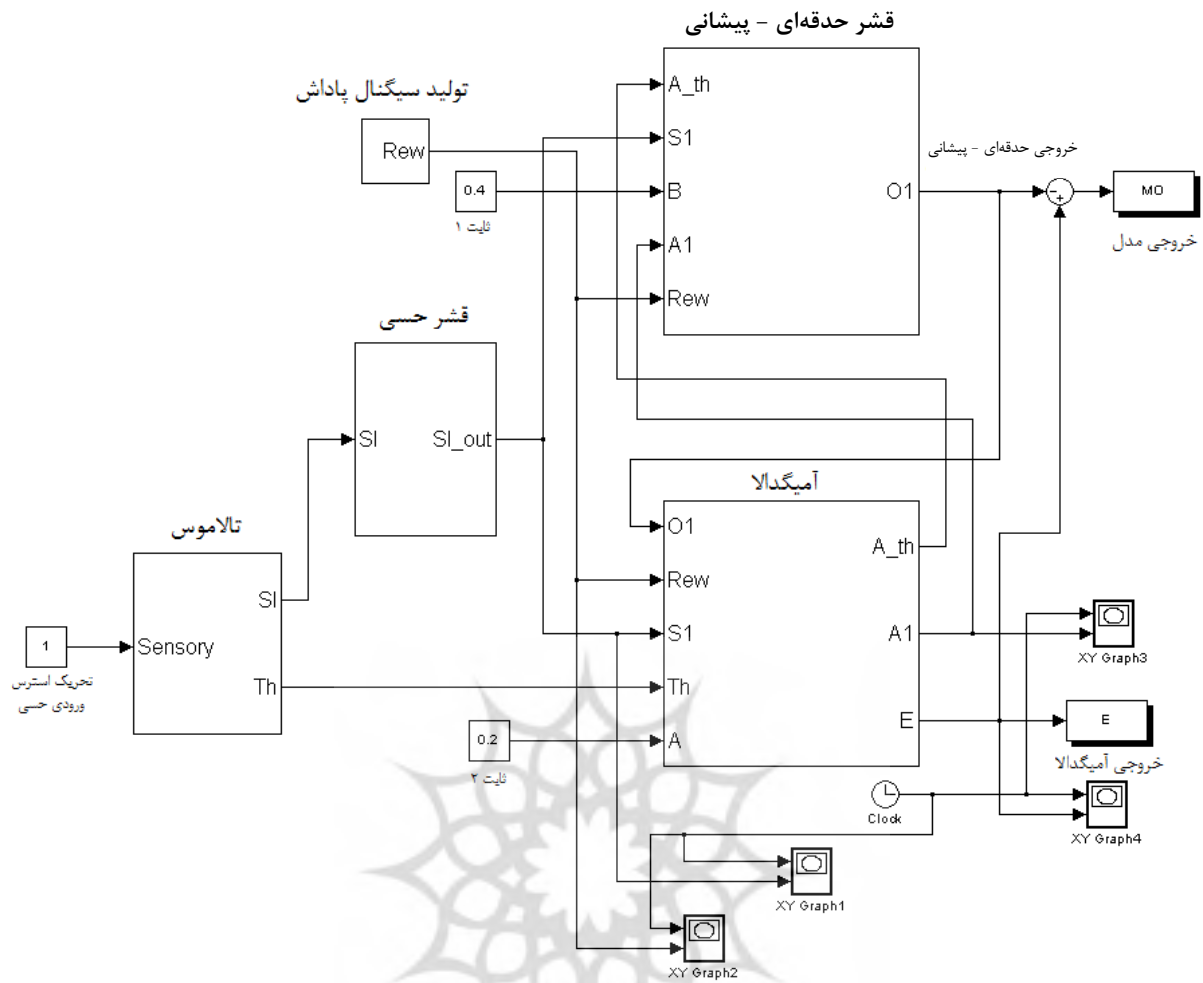 قشر حدقه‌ای - پیشانی
تولید سیگنال پاداش
A_th
S1
B
A1
Rew
O1
Rew
0.4
ثابت ۱
خروجی حدقه‌ای - پیشانی
MO
خروجی مدل
قشر حسی
SI
SI_out
تالاموس
Sensory
SI
Th
1
تحریک استرس
ورودی حسی
آمیگدالا
O1
Rew
S1
Th
A
A_th
A1
E
0.2
ثابت ۲
XY Graph3
E
خروجی آمیگدالا
Clock
XY Graph4
XY Graph1
XY Graph2